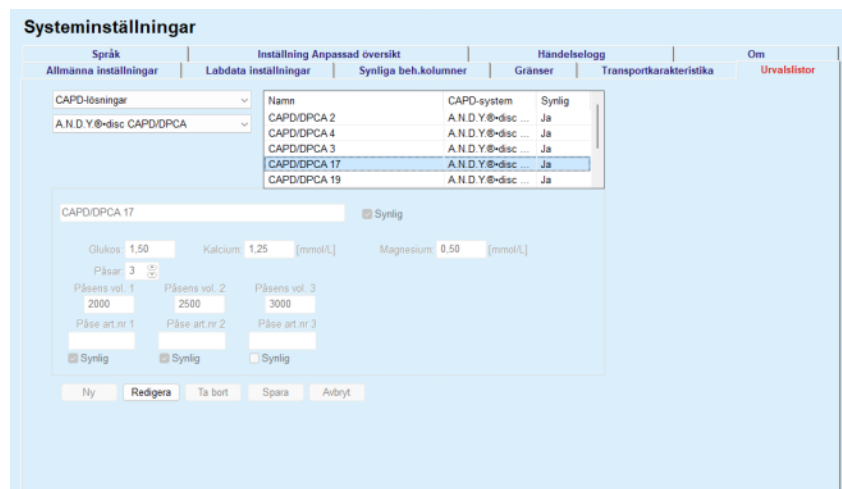 Systeminställningar
Språk Inställning Anpassad översikt Händelselogg Om
Allmänna inställningar Labdata inställningar Synliga beh.kolumner Gränser Transportkarakteristika Urvalslistor
CAPD-lösningar
A.N.D.Y.®•disc CAPD/DPCA
Namn CAPD-system Synlig
CAPD/DPCA 2 A.N.D.Y.®•disc ... Ja
CAPD/DPCA 4 A.N.D.Y.®•disc ... Ja
CAPD/DPCA 3 A.N.D.Y.®•disc ... Ja
CAPD/DPCA 17 A.N.D.Y.®•disc ... Ja
CAPD/DPCA 19 A.N.D.Y.®•disc ... Ja
CAPD/DPCA 17 Synlig
Glukos: 1,50 Kalcium: 1,25 [mmol/L] Magnesium: 0,50 [mmol/L]
Påsar: 3
Påsens vol. 1 Påsens vol. 2 Påsens vol. 3
2000 2500 3000
Påse art.nr 1 Påse art.nr 2 Påse art.nr 3
Synlig Synlig Synlig
Ny Redigera Ta bort Spara Avbryt